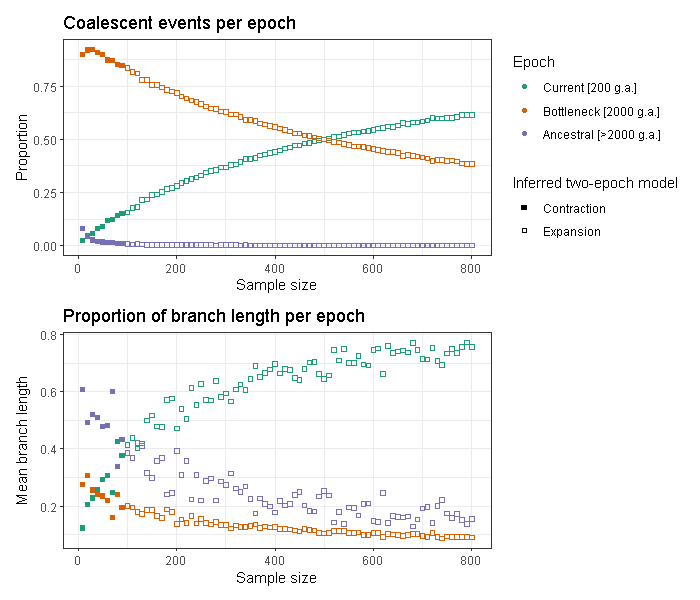 Coalescent events per epoch
Proportion
0.75
0.50
0.25
0.00
0 200 400 600 800
Sample size
Epoch
Current [200 g.a.]
Bottleneck [2000 g.a.]
Ancestral [>2000 g.a.]
Inferred two-epoch model
Contraction
Expansion
Proportion of branch length per epoch
Mean branch length
0.8
0.6
0.4
0.2
0 200 400 600 800
Sample size